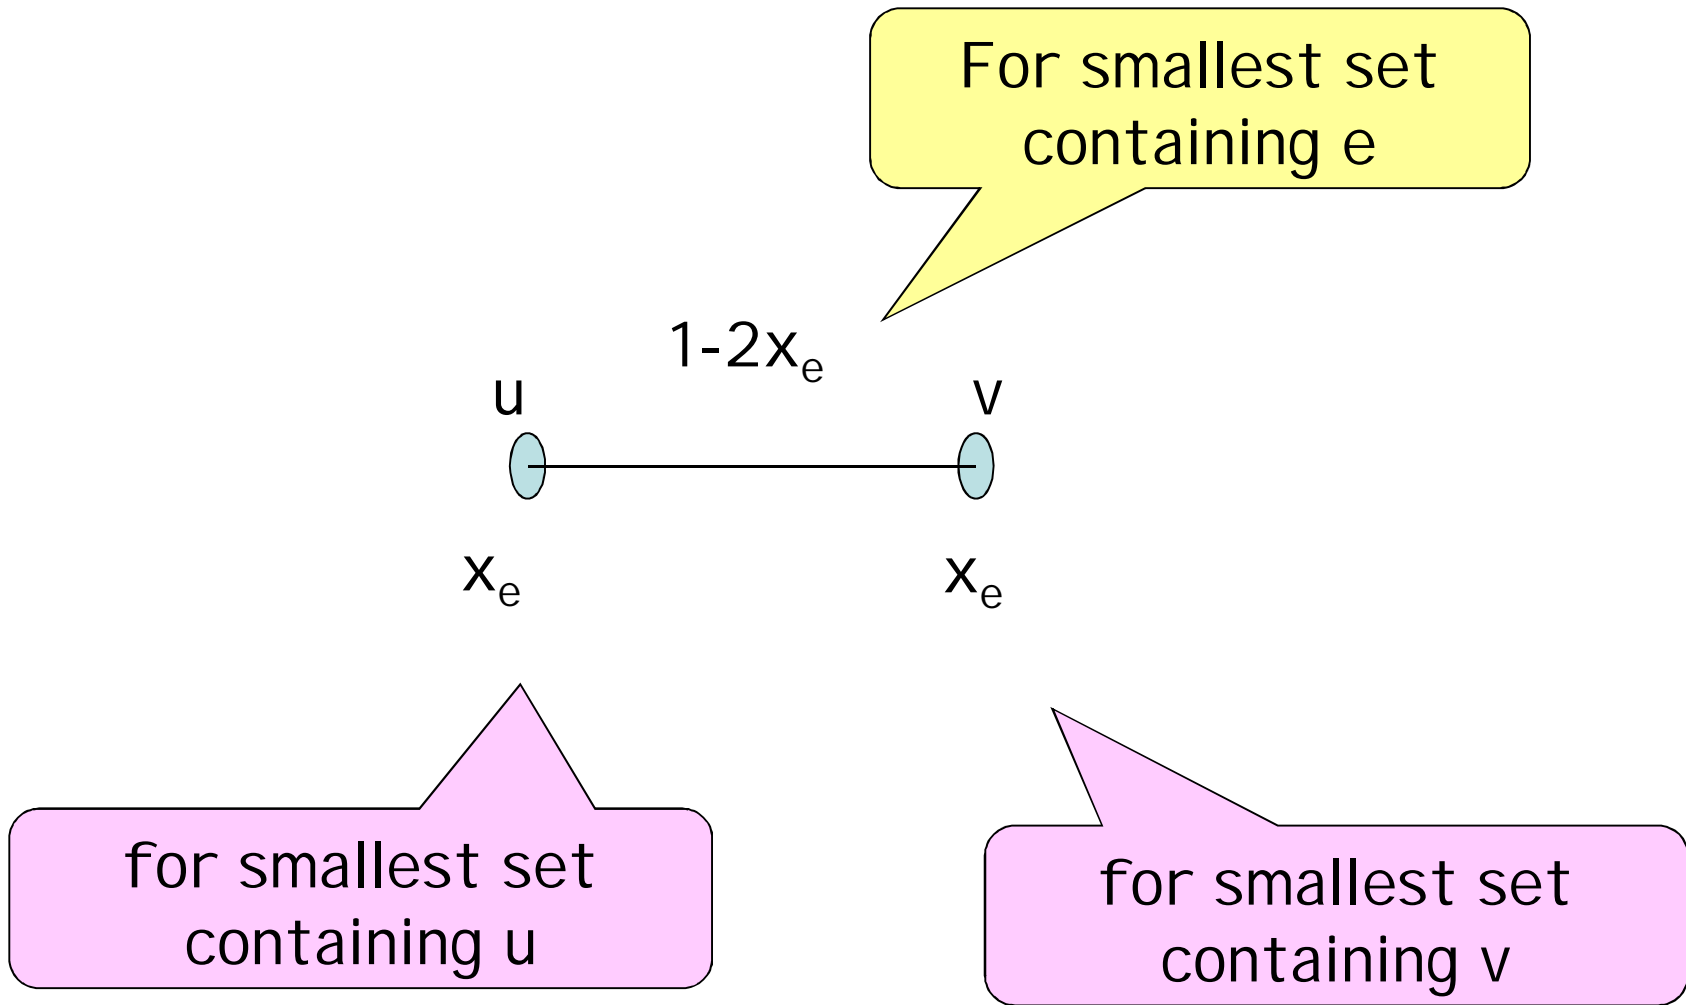 For smallest set
containing e
1-2xₑ
u v
xₑ xₑ
for smallest set
containing u
for smallest set
containing v